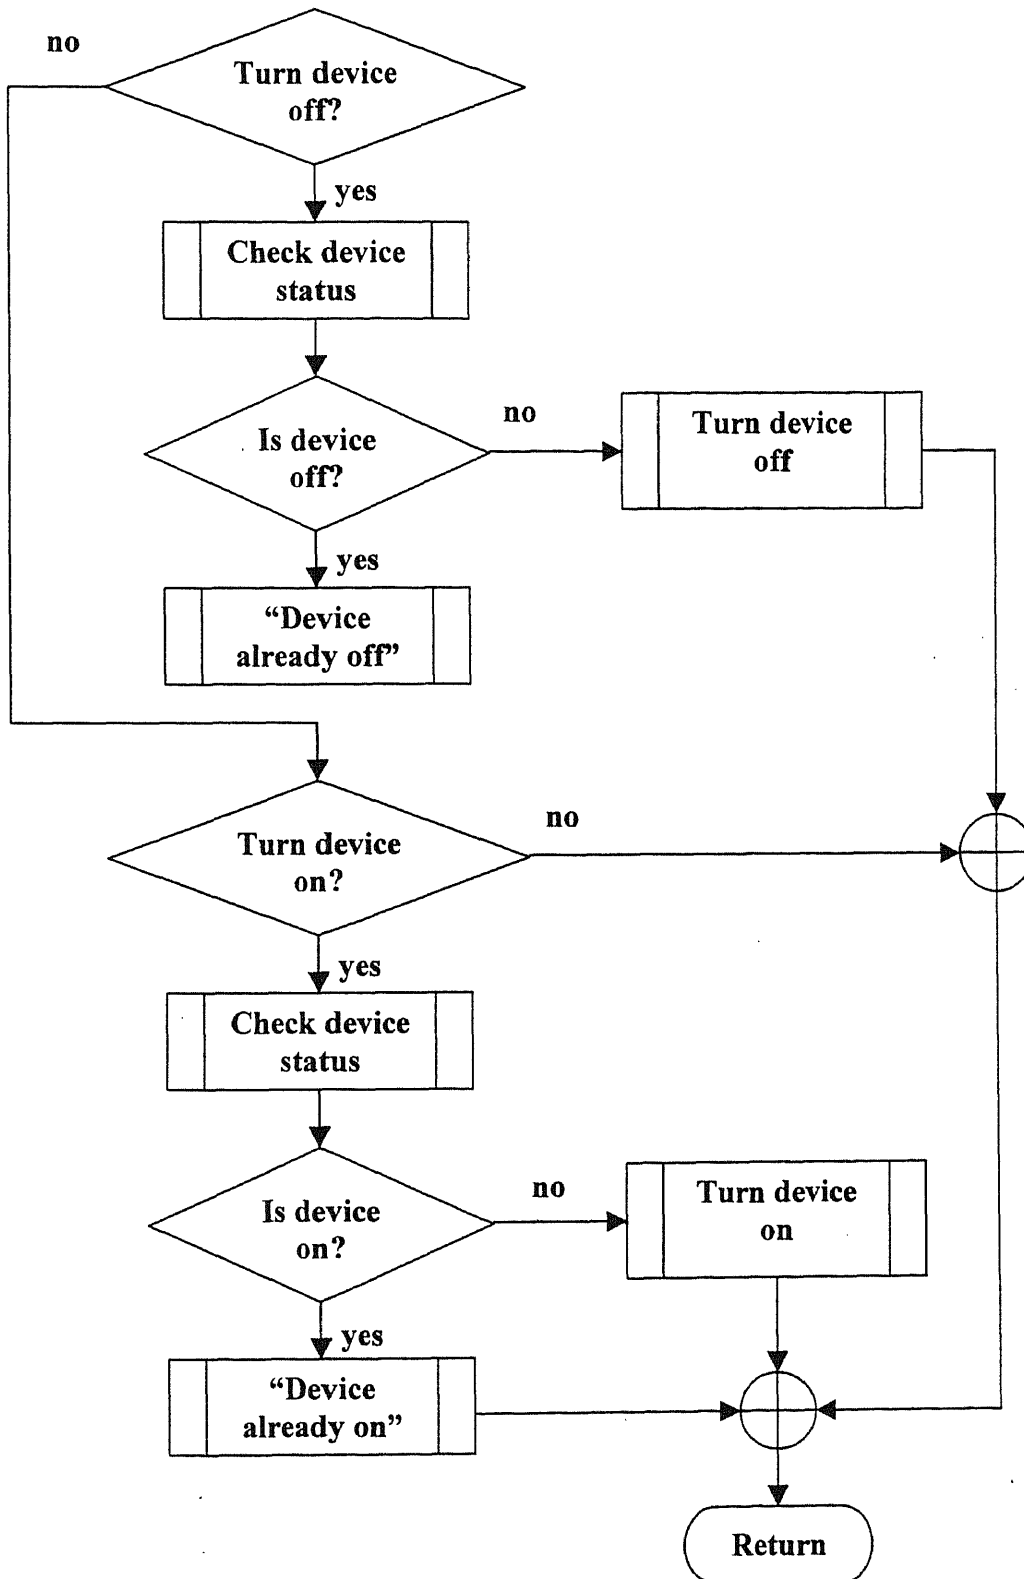 no
Turn device
off?
yes
Check device
status
Is device
off?
no
Turn device
off
yes
“Device
already off”
Turn device
on?
no
yes
Check device
status
Is device
on?
no
Turn device
on
yes
“Device
already on”
Return